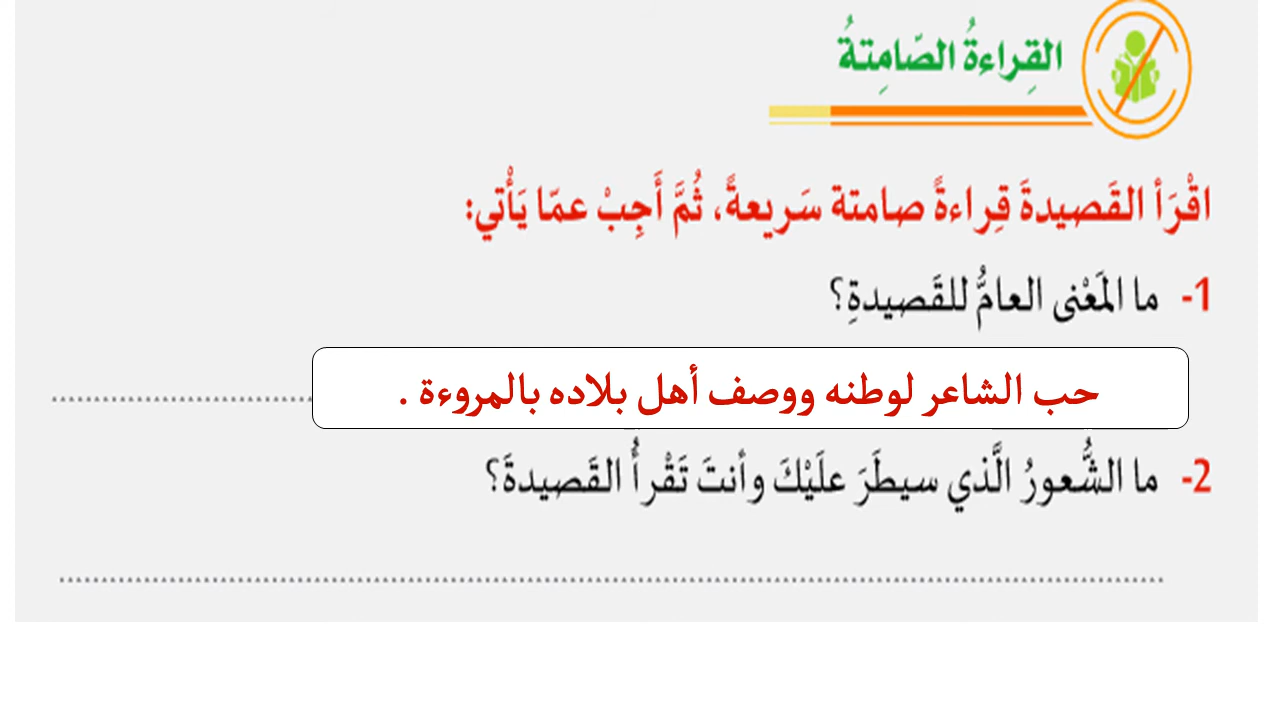 القِراءةُ الصّامِتةُ
اقْرَأ القَصيدةَ قِراءةً صامتة سَريعةً، ثُمَّ أَجِبْ عمّا يَأْتي:
1- ما المَعْنى العامُّ للقَصيدةِ؟
حب الشاعر لوطنه ووصف أهل بلاده بالمروءة .
2- ما الشُّعورُ الَّذي سيطَرَ علَيْكَ وأنتَ تَقْرأُ القَصيدةَ؟